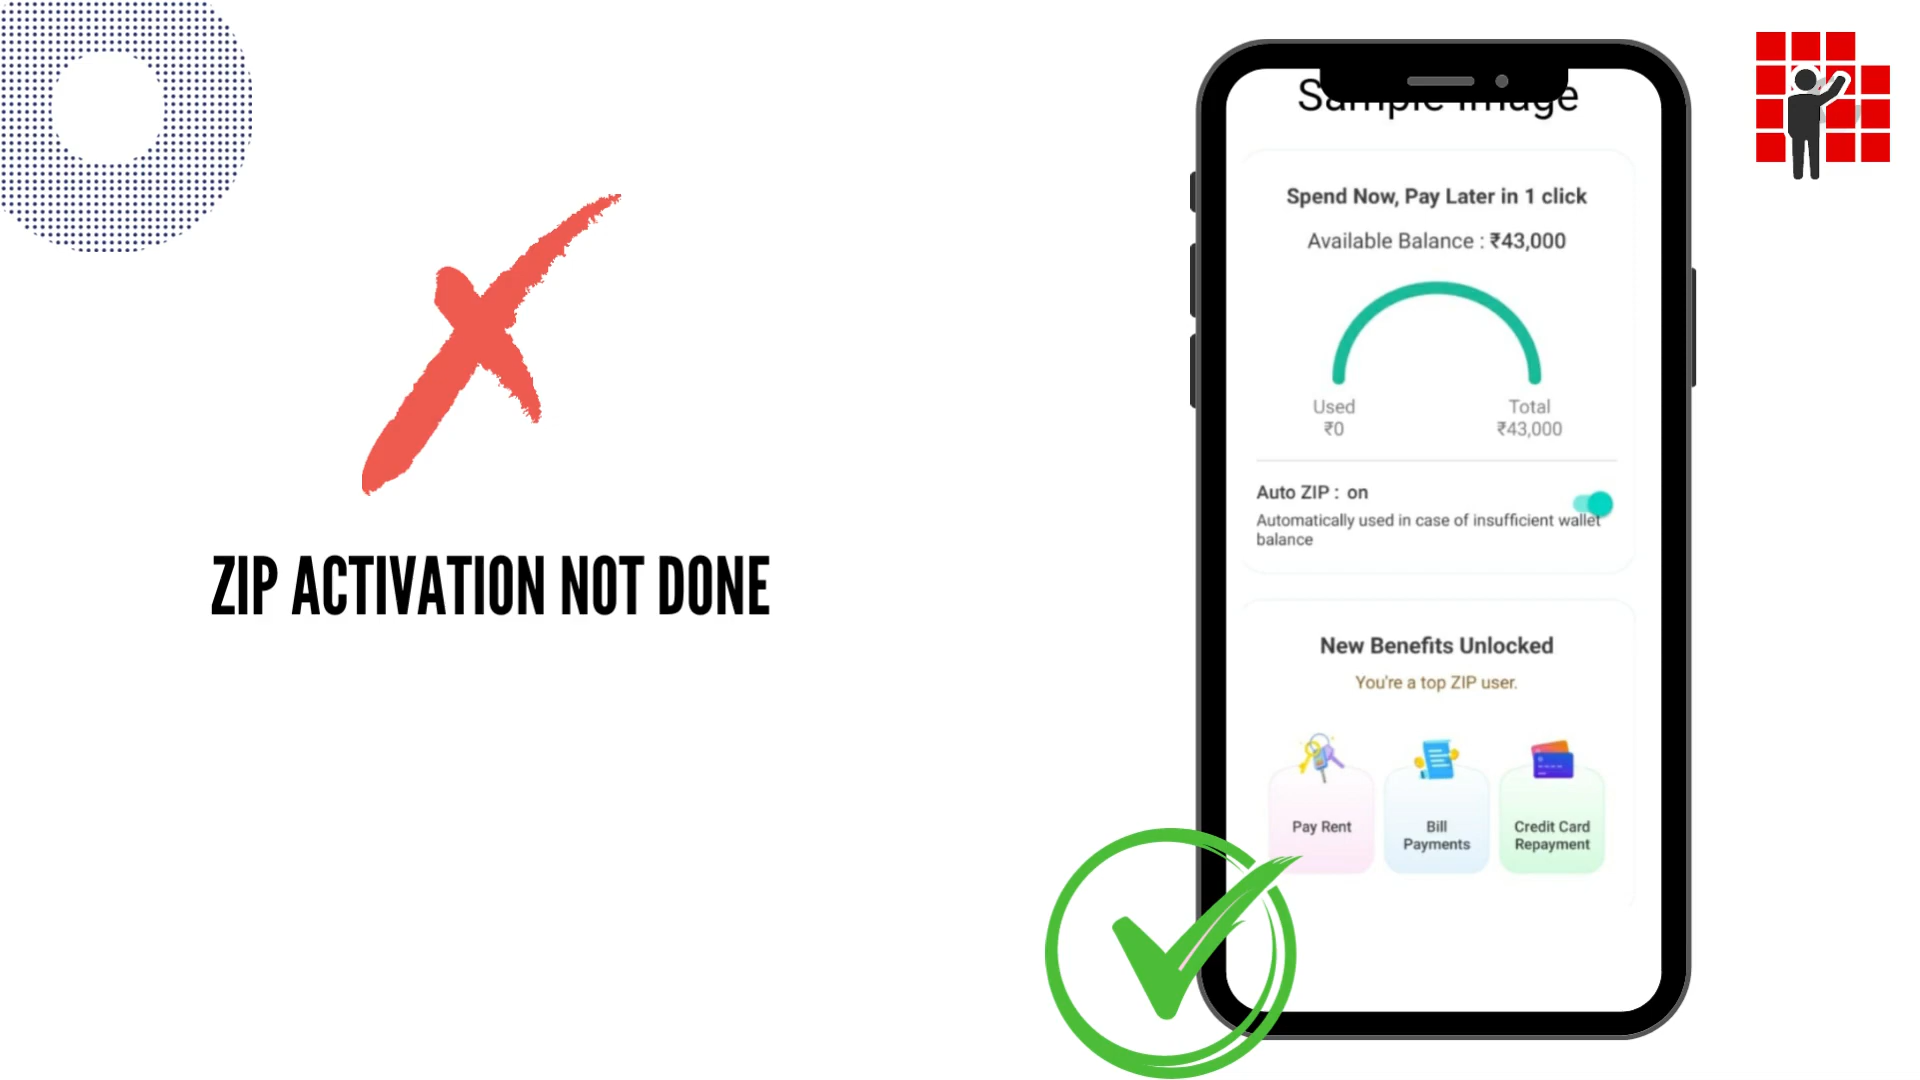 ZIP ACTIVATION NOT DONE
Sample Image
Spend Now, Pay Later in 1 click
Available Balance : ₹43,000
Used
₹0
Total
₹43,000
Auto ZIP : on
Automatically used in case of insufficient wallet
balance
New Benefits Unlocked
You're a top ZIP user.
Pay Rent
Bill
Payments
Credit Card
Repayment